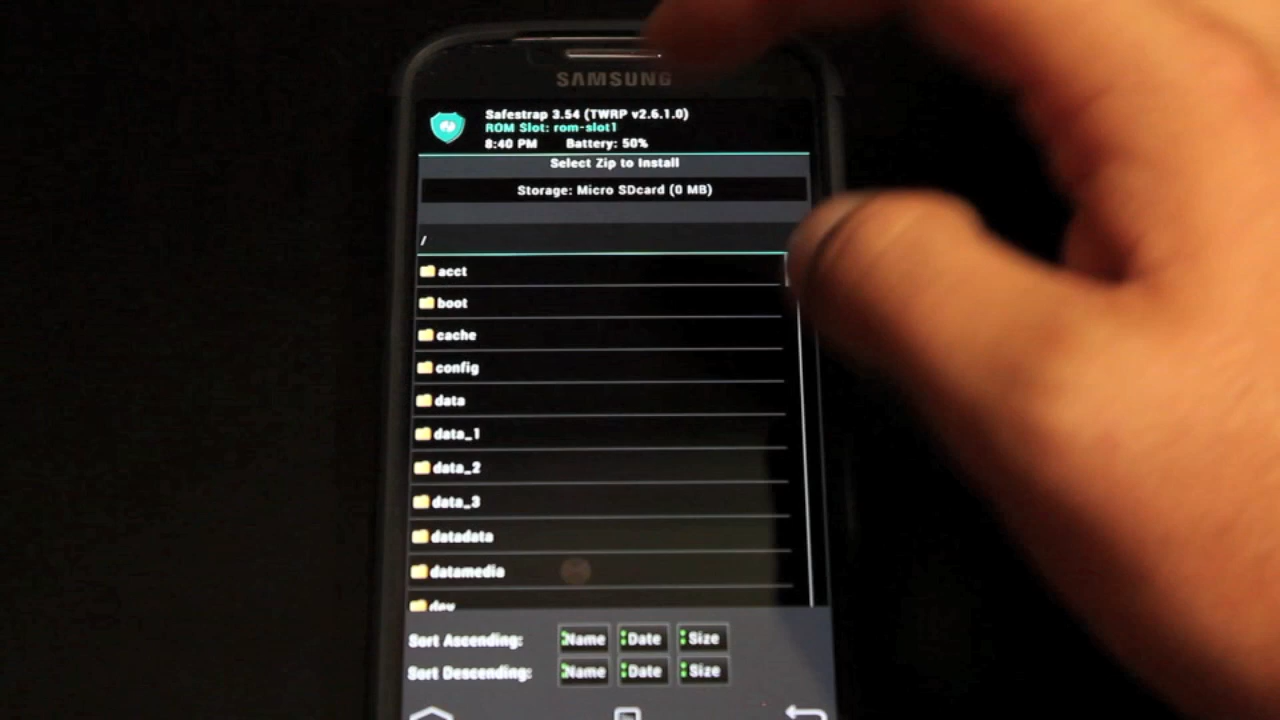 SAMSUNG
Safestrap 3.54 (TWRP v2.6.1.0)
ROM Slot: rom-slot1
8:40 PM Battery: 50%
Select Zip to Install
Storage: Micro SDcard (0 MB)
/
acct
boot
cache
config
data
data_1
data_2
data_3
datadata
datamedia
dev
Sort Ascending: Name Date Size
Sort Descending: Name Date Size